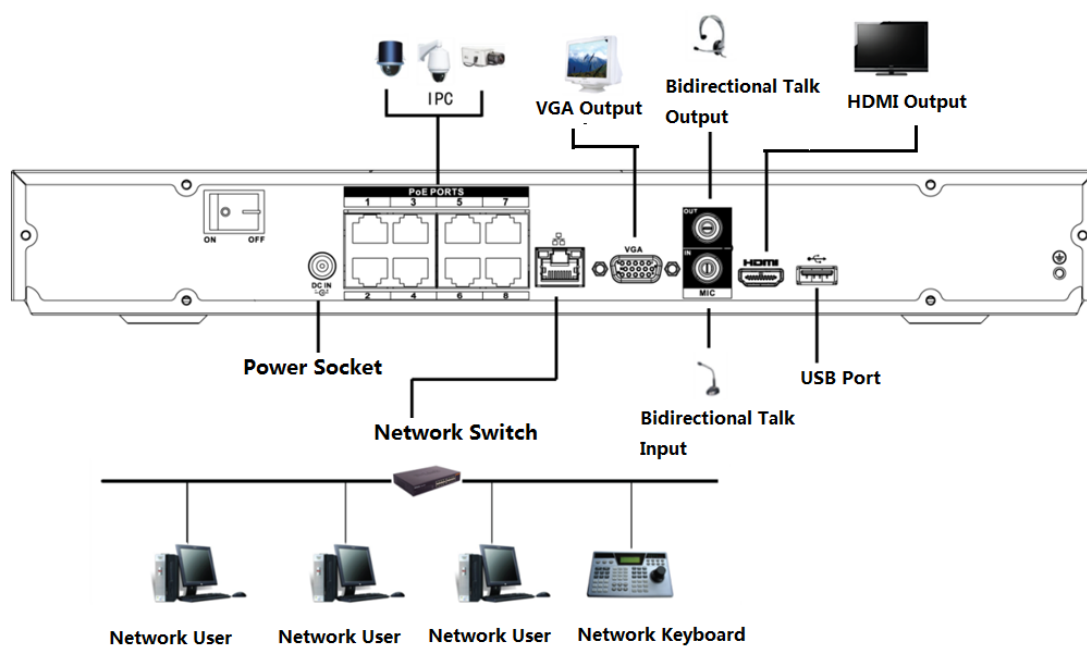 IPC
VGA Output
Bidirectional Talk
Output
HDMI Output
PoE PORTS
1 3 5 7
ON OFF
DC IN
2 4 6 8
VGA
OUT
IN
MIC
HDMI
Power Socket
Network Switch
Bidirectional Talk
Input
USB Port
Network User
Network User
Network User
Network Keyboard